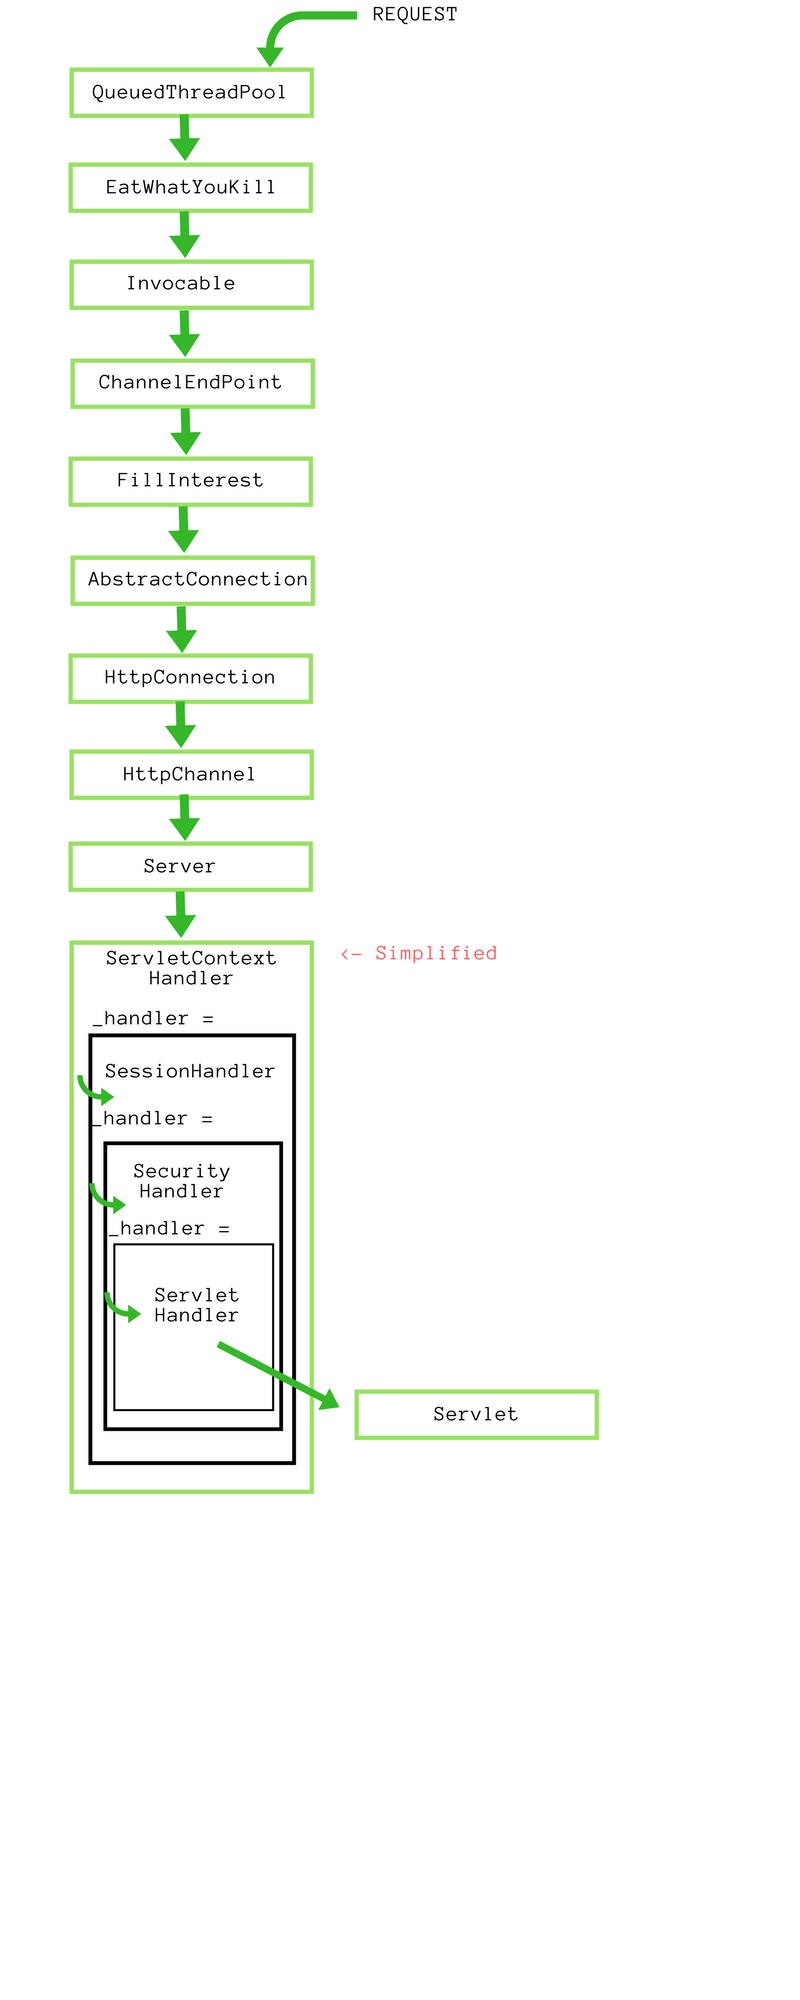 REQUEST
QueuedThreadPool
EatWhatYouKill
Invocable
ChannelEndPoint
FillInterest
AbstractConnection
HttpConnection
HttpChannel
Server
ServletContext
Handler
<- Simplified
_handler =
SessionHandler
_handler =
Security
Handler
_handler =
Servlet
Handler
Servlet